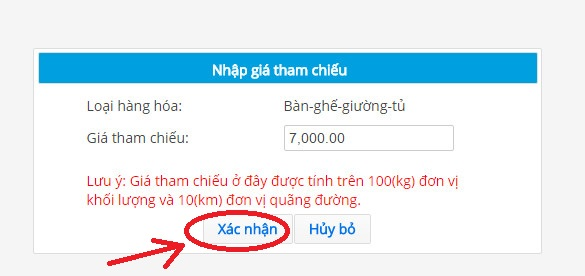 Nhập giá tham chiếu
Loại hàng hóa: Bàn-ghế-giường-tủ
Giá tham chiếu: 7,000.00
Lưu ý: Giá tham chiếu ở đây được tính trên 100(kg) đơn vị
khối lượng và 10(km) đơn vị quãng đường.
Xác nhận Hủy bỏ